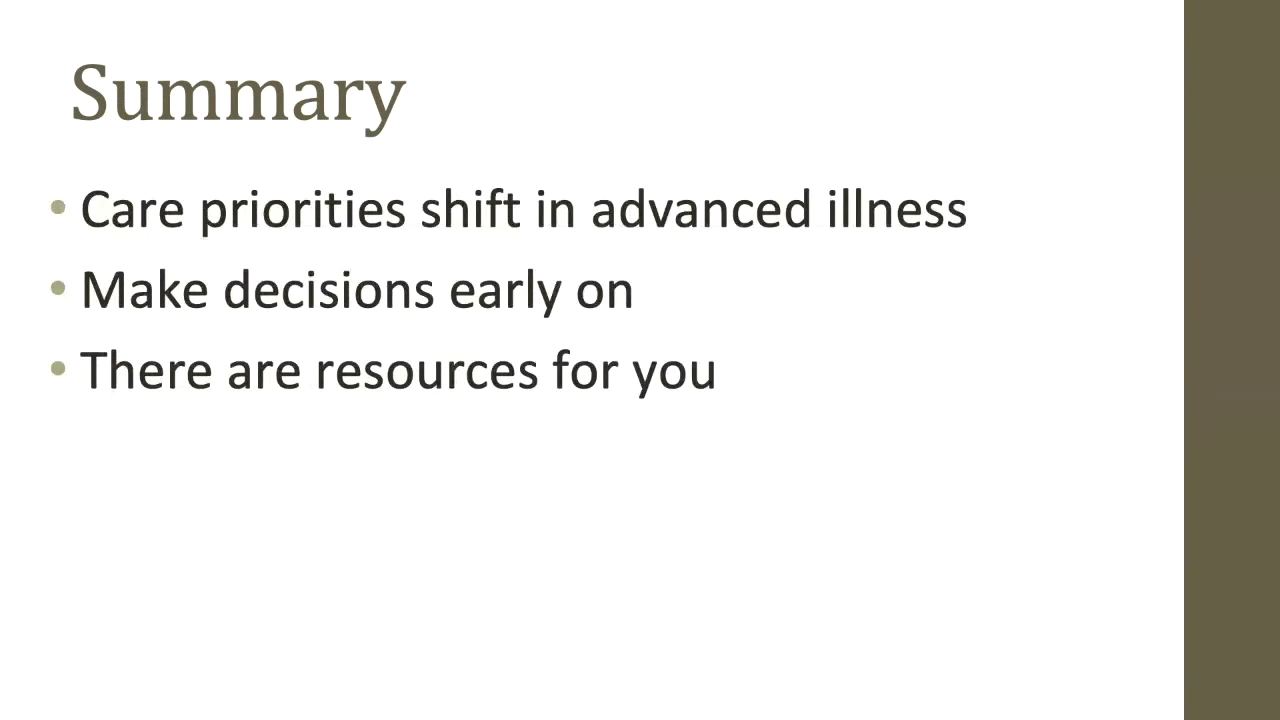 Summary
• Care priorities shift in advanced illness
• Make decisions early on
• There are resources for you